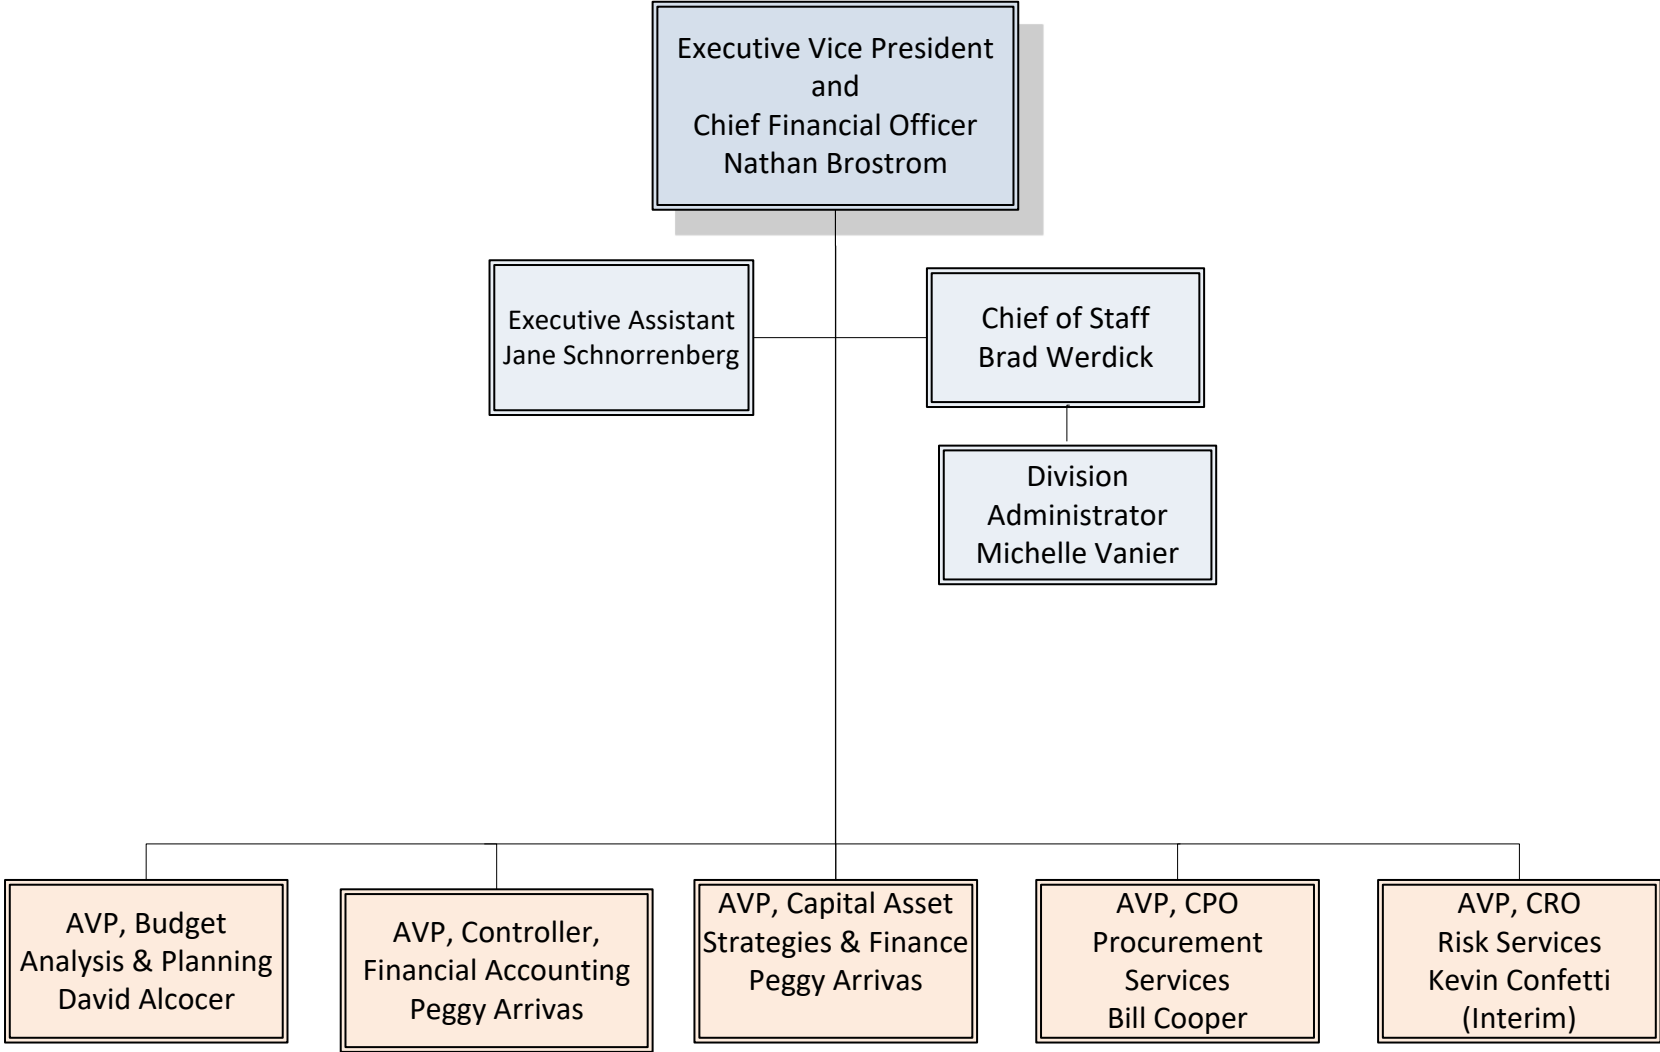 Executive Vice President
and
Chief Financial Officer
Nathan Brostrom
Executive Assistant
Jane Schnorrenberg
Chief of Staff
Brad Werdick
Division
Administrator
Michelle Vanier
AVP, Budget
Analysis & Planning
David Alcocer
AVP, Controller,
Financial Accounting
Peggy Arrivas
AVP, Capital Asset
Strategies & Finance
Peggy Arrivas
AVP, CPO
Procurement
Services
Bill Cooper
AVP, CRO
Risk Services
Kevin Confetti
(Interim)